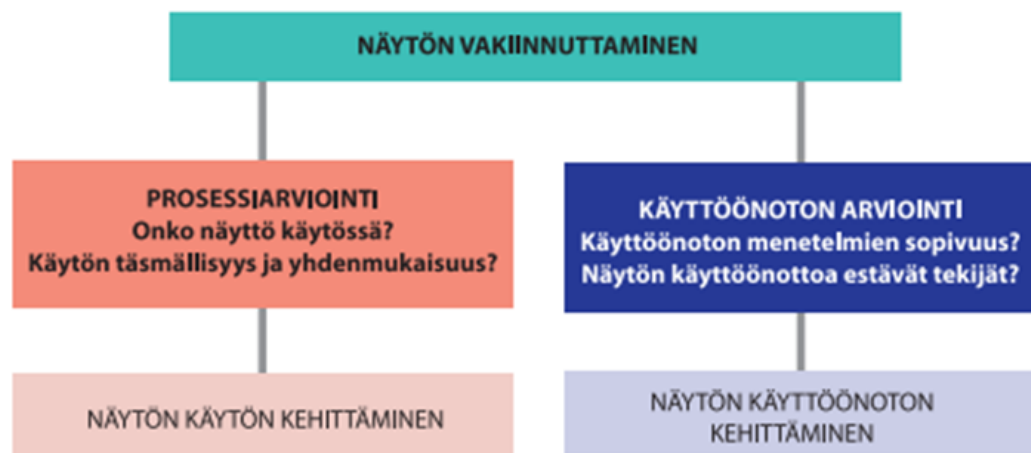 NÄYTÖN VAKIINNUTTAMINEN
PROSESSIARVIOINTI
Onko näyttö käytössä?
Käytön täsmällisyys ja yhdenmukaisuus?
KÄYTTÖÖNOTON ARVIOINTI
Käyttöönoton menetelmien sopivuus?
Näytön käyttöönottoa estävät tekijät?
NÄYTÖN KÄYTÖN KEHITTÄMINEN
NÄYTÖN KÄYTTÖÖNOTON
KEHITTÄMINEN